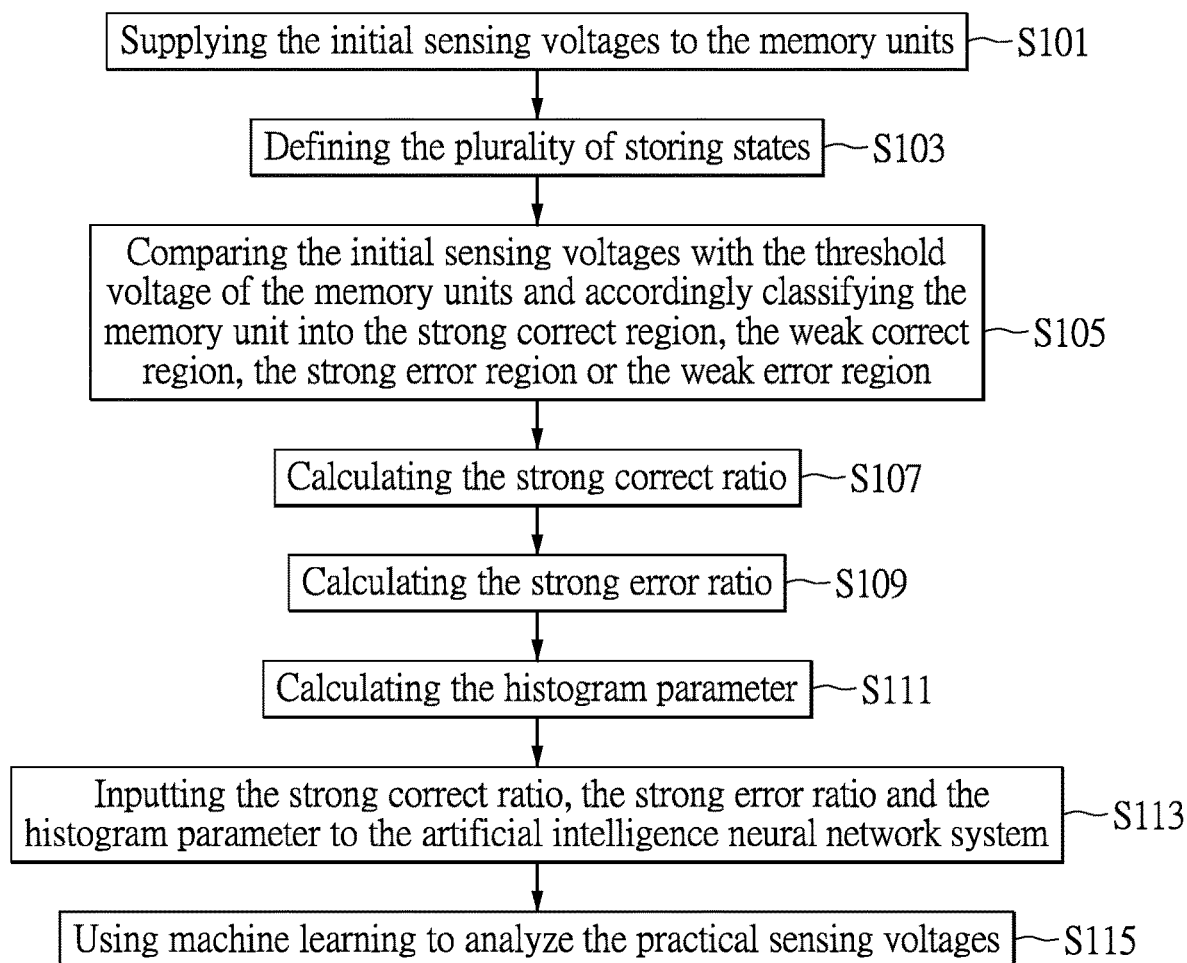 Supplying the initial sensing voltages to the memory units
S101
Defining the plurality of storing states
S103
Comparing the initial sensing voltages with the threshold
voltage of the memory units and accordingly classifying the
memory unit into the strong correct region, the weak correct
region, the strong error region or the weak error region
S105
Calculating the strong correct ratio
S107
Calculating the strong error ratio
S109
Calculating the histogram parameter
S111
Inputting the strong correct ratio, the strong error ratio and the
histogram parameter to the artificial intelligence neural network system
S113
Using machine learning to analyze the practical sensing voltages
S115